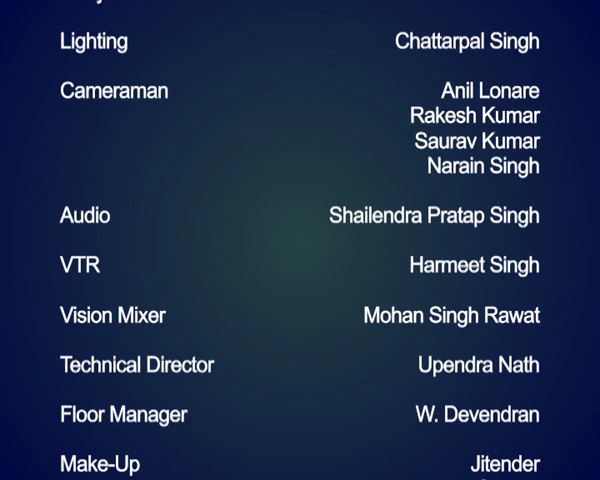 Lighting Chattarpal Singh
Cameraman Anil Lonare
Rakesh Kumar
Saurav Kumar
Narain Singh
Audio Shailendra Pratap Singh
VTR Harmeet Singh
Vision Mixer Mohan Singh Rawat
Technical Director Upendra Nath
Floor Manager W. Devendran
Make-Up Jitender